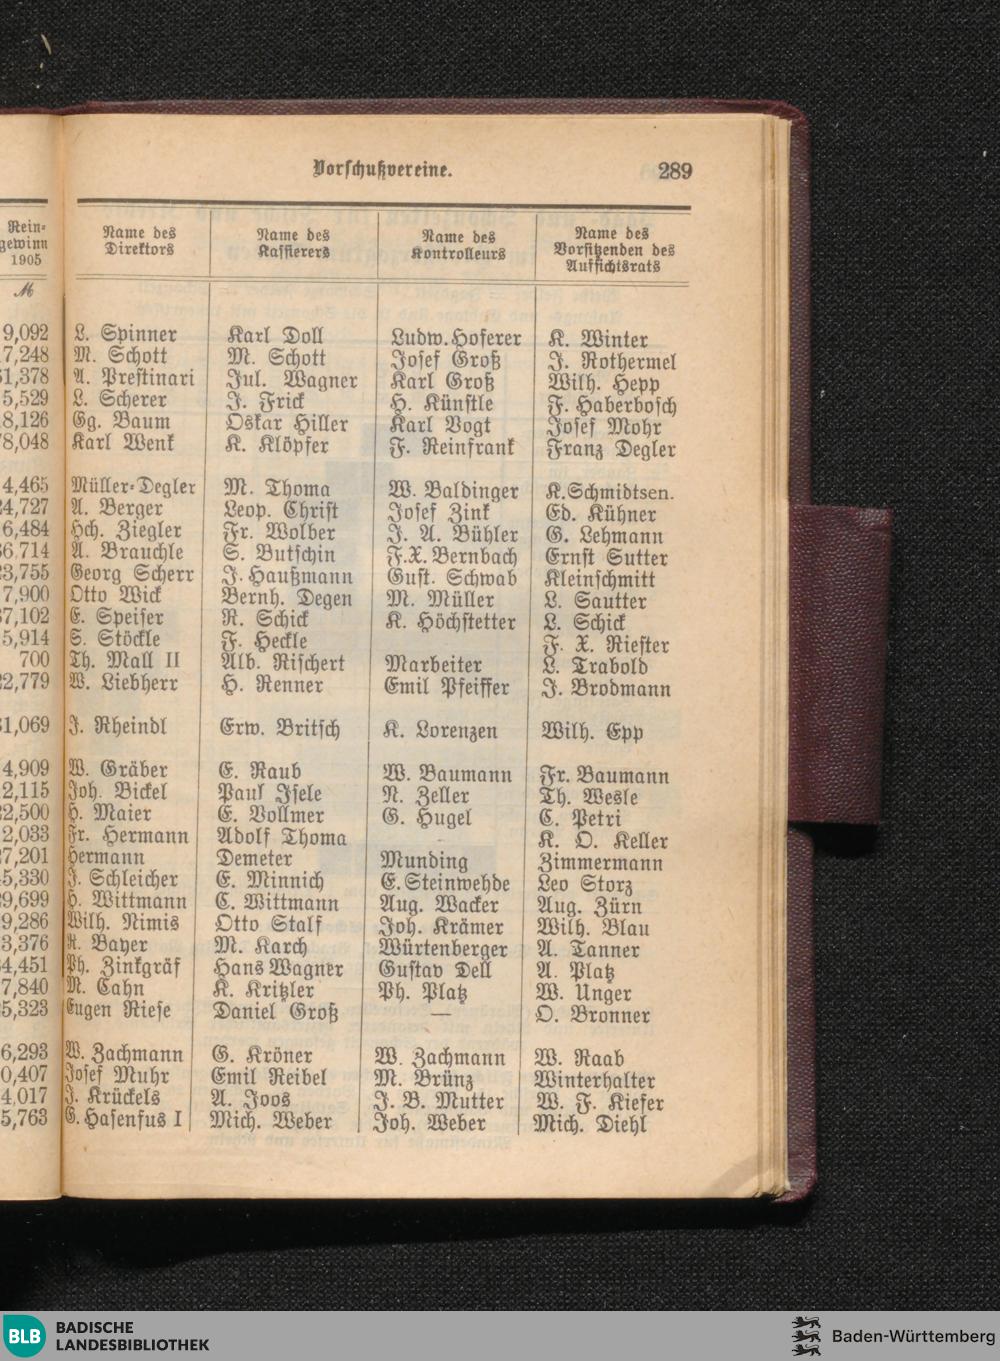 Vorschußvereine.
289
Rein-
gewinn
1905
ℳ
Name des
Direktors
Name des
Kassierers
Name des
Kontrolleurs
Name des
Vorsitzenden des
Aufsichtsrats
9,092 L. Spinner Karl Doll Ludw. Hoferer K. Winter
7,248 M. Schott M. Schott Josef Groß J. Rothermel
1,378 A. Prestinari Jul. Wagner Karl Groß Wilh. Hepp
5,529 L. Scherer J. Frick H. Künstle F. Haberbosch
8,126 Gg. Baum Oskar Hiller Karl Vogt Josef Mohr
78,048 Karl Wenk K. Klöpfer F. Reinfrank Franz Degler
4,465 Müller-Degler M. Thoma W. Baldinger K. Schmidtsen.
24,727 A. Berger Leop. Christ Josef Zink Ed. Kühner
6,484 Hch. Ziegler Fr. Wolber J. A. Bühler G. Lehmann
36,714 A. Brauchle S. Butschin F. X. Bernbach Ernst Sutter
23,755 Georg Scherr J. Haußmann Gust. Schwab Kleinschmitt
7,900 Otto Wick Bernh. Degen M. Müller L. Sautter
37,102 E. Speiser R. Schick K. Höchstetter L. Schick
5,914 S. Stöckle F. Heckle F. X. Riester
700 Th. Mall II Alb. Rischert Marbeiter L. Trabold
22,779 W. Liebherr H. Renner Emil Pfeiffer J. Brodmann
31,069 J. Rheindl Erw. Britsch K. Lorenzen Wilh. Epp
4,909 W. Gräber E. Raub W. Baumann Fr. Baumann
2,115 Joh. Bickel Paul Isele N. Zeller Th. Wesle
22,500 H. Maier E. Vollmer G. Hugel C. Petri
2,033 Fr. Hermann Adolf Thoma - K. O. Keller
27,201 Hermann Demeter Munding Zimmermann
5,330 J. Schleicher E. Minnich E. Steinwehde Leo Storz
29,699 H. Wittmann C. Wittmann Aug. Wacker Aug. Zürn
9,286 Wilh. Nimis Otto Stalf Joh. Krämer Wilh. Blau
3,376 R. Bayer M. Karch Würtenberger A. Tanner
4,451 Ph. Zinkgräf Hans Wagner Gustav Dell A. Platz
7,840 M. Cahn K. Kritzler Ph. Platz W. Unger
5,323 Eugen Riese Daniel Groß — O. Bronner
6,293 W. Zachmann G. Kröner W. Zachmann W. Raab
0,407 Josef Muhr Emil Reibel M. Brünz Winterhalter
4,017 J. Krückels A. Joos J. B. Mutter W. F. Kiefer
5,763 G. Hasenfus I Mich. Weber Joh. Weber Mich. Diehl
BLB
BADISCHE
LANDESBIBLIOTHEK
Baden-Württemberg